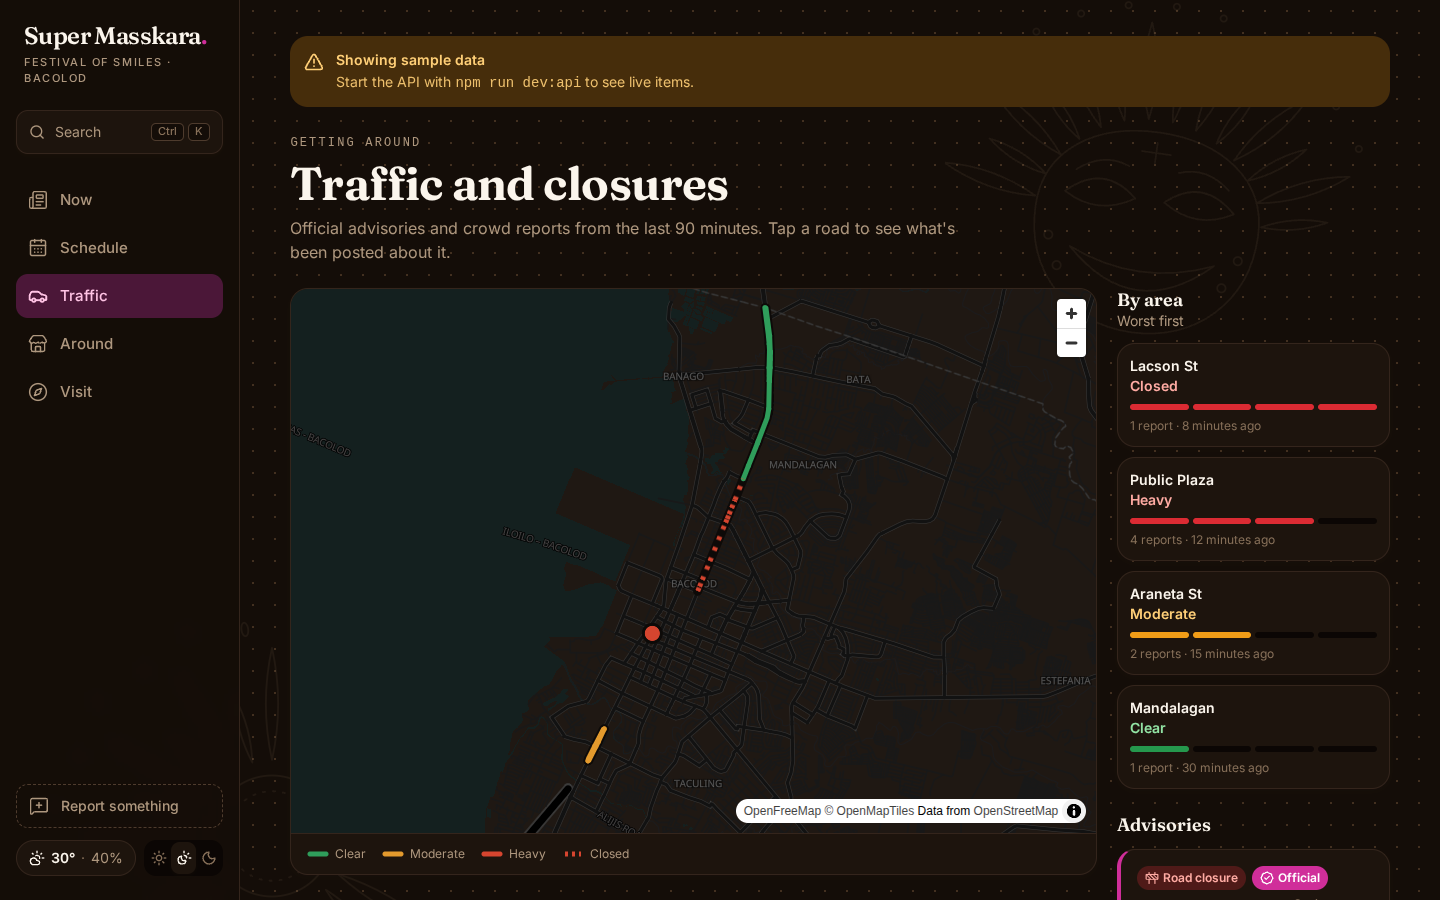 Super Masskara.
FESTIVAL OF SMILES ·
BACOLOD
Search Ctrl K
Now
Schedule
Traffic
Around
Visit
Report something
30° · 40%
Showing sample data
Start the API with npm run dev:api to see live items.
GETTING AROUND
Traffic and closures
Official advisories and crowd reports from the last 90 minutes. Tap a road to see what's
been posted about it.
BANAGO
BATA
AS - BACOLOD
MANDALAGAN
ILOILO - BACOLOD
ESTEFANIA
TACULING
OpenFreeMap © OpenMapTiles Data from OpenStreetMap
Clear Moderate Heavy Closed
By area
Worst first
Lacson St
Closed
1 report · 8 minutes ago
Public Plaza
Heavy
4 reports · 12 minutes ago
Araneta St
Moderate
2 reports · 15 minutes ago
Mandalagan
Clear
1 report · 30 minutes ago
Advisories
Road closure Official